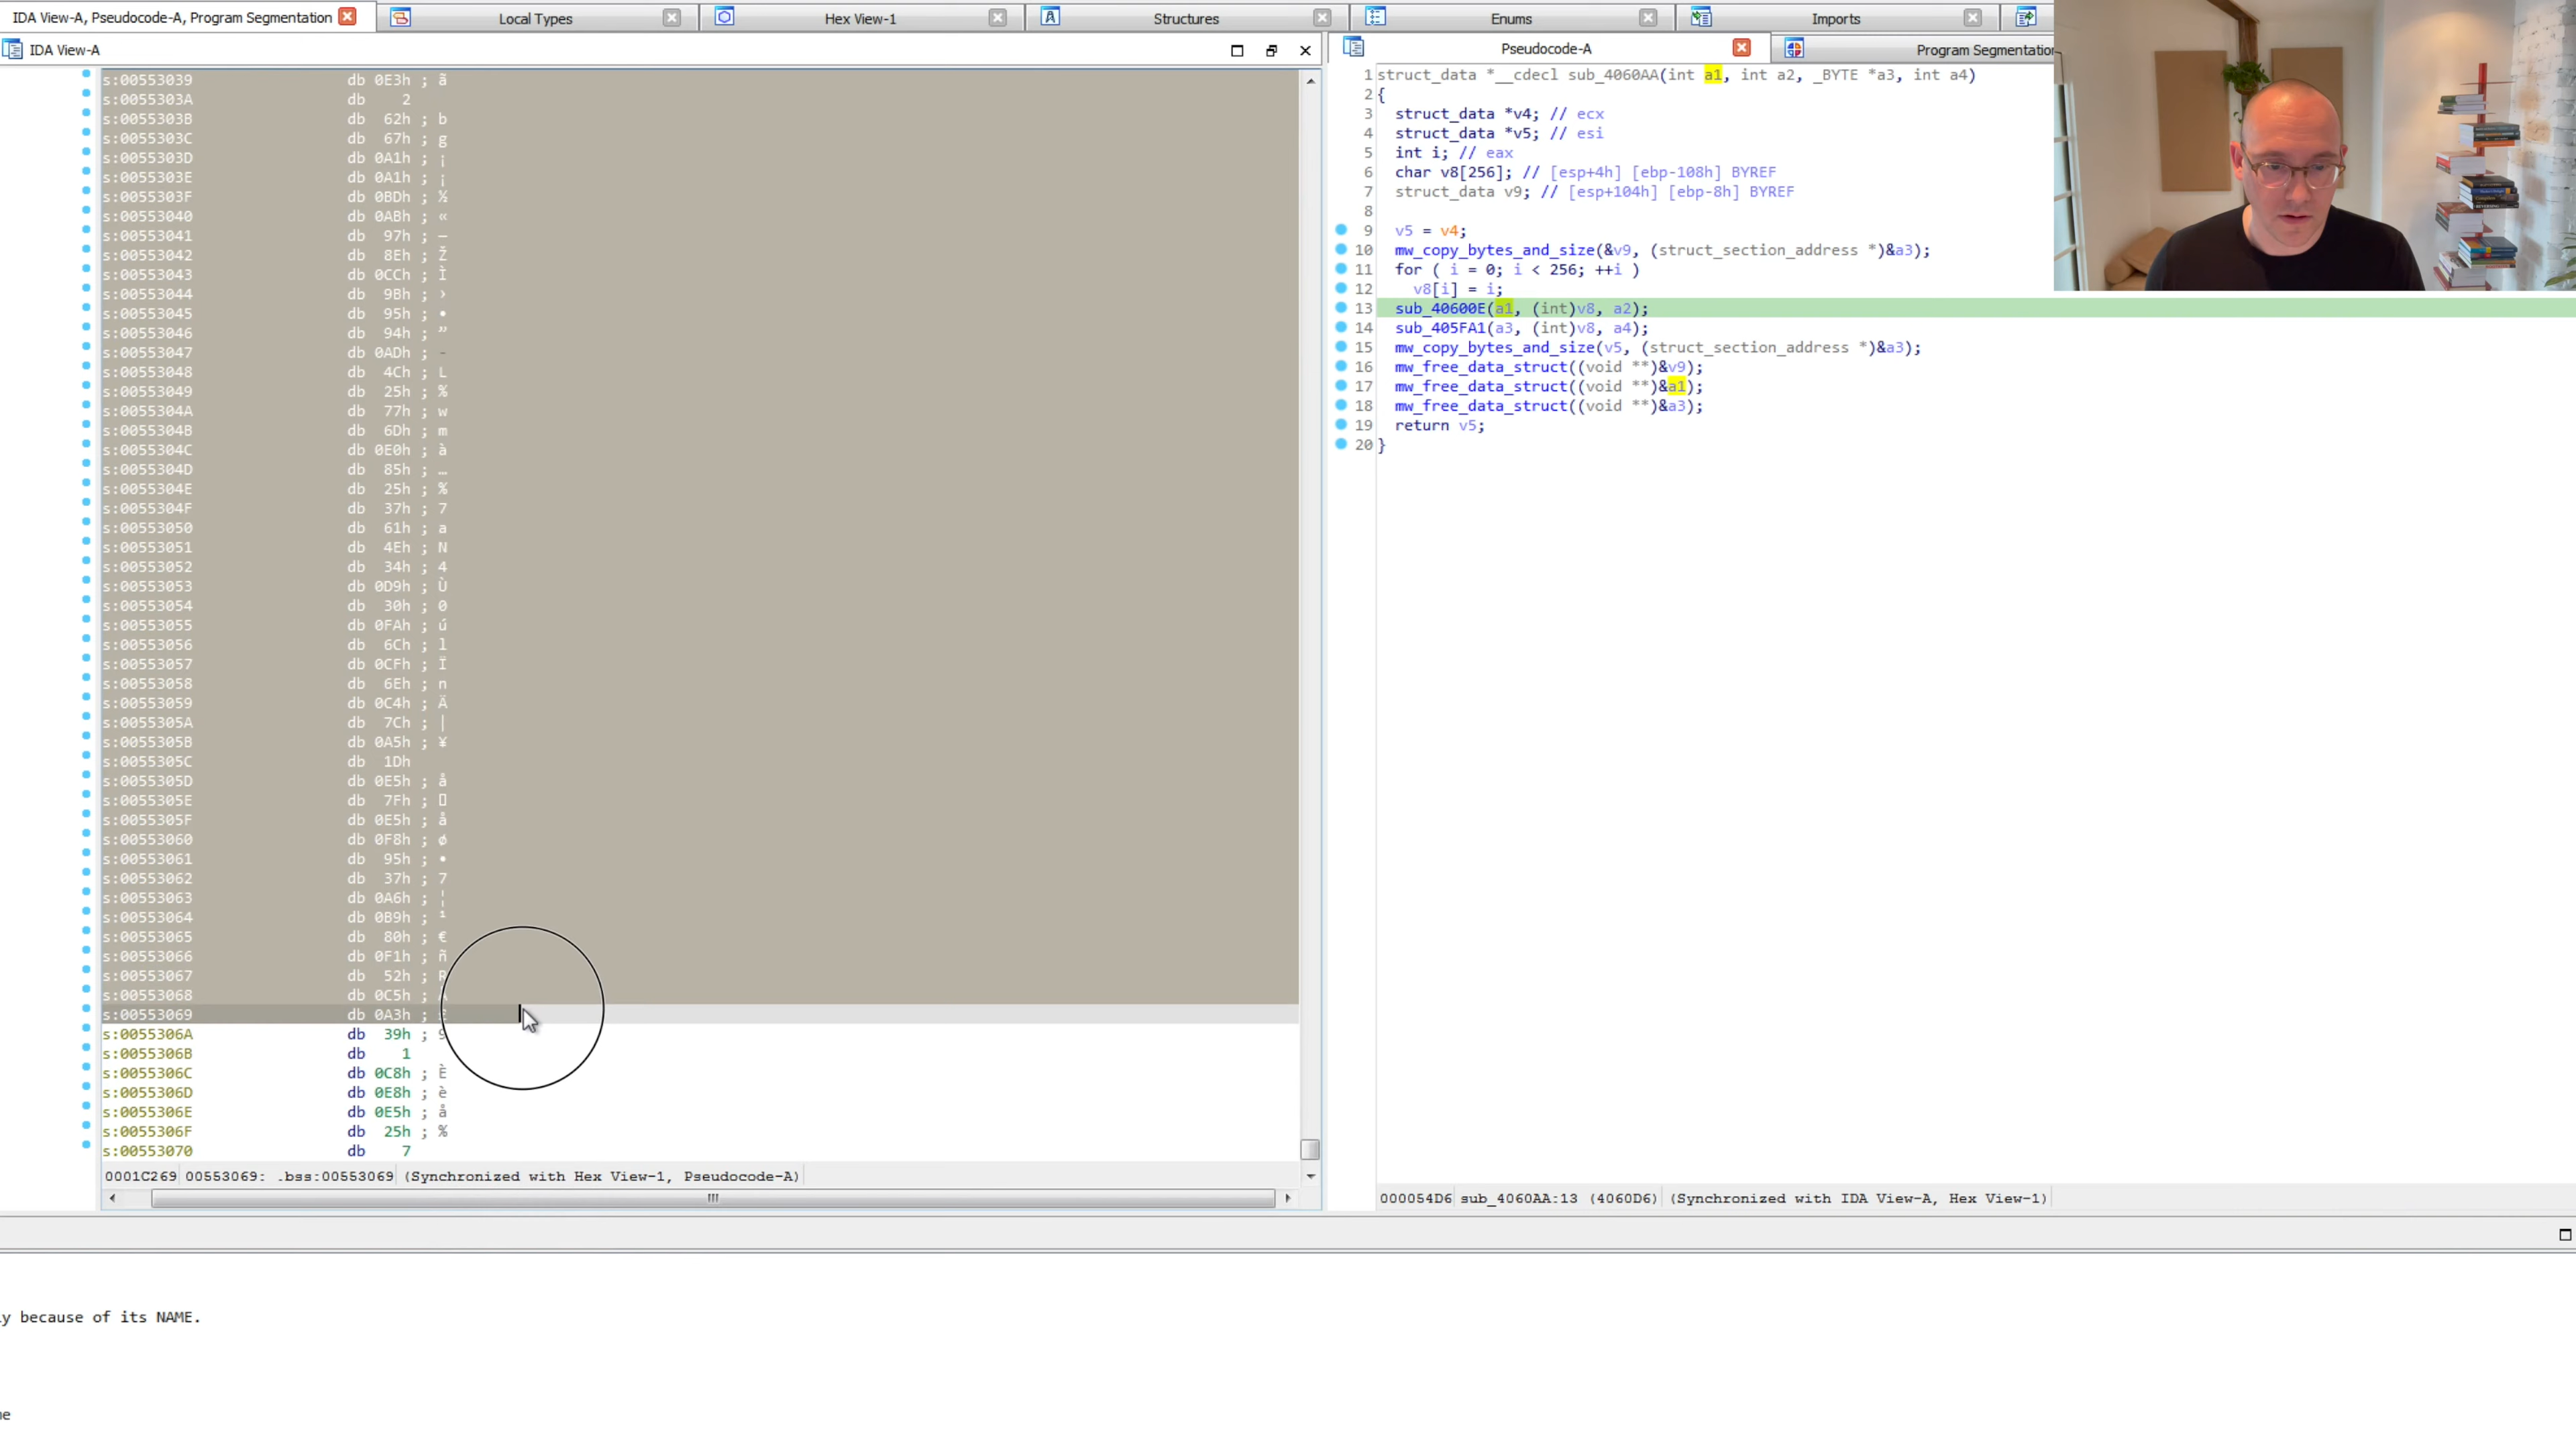 IDA View-A, Pseudocode-A, Program Segmentation
Local Types
Hex View-1
Structures
Enums
Imports
IDA View-A
s:00553039 db 0E3h ; ã
s:0055303A db 2
s:0055303B db 62h ; b
s:0055303C db 67h ; g
s:0055303D db 0A1h ; ¡
s:0055303E db 0A1h ; ¡
s:0055303F db 0BDh ; ½
s:00553040 db 0ABh ; «
s:00553041 db 97h ; —
s:00553042 db 8Eh ; Ž
s:00553043 db 0CCh ; Ì
s:00553044 db 9Bh ; ›
s:00553045 db 95h ; •
s:00553046 db 94h ; ”
s:00553047 db 0ADh ; -
s:00553048 db 4Ch ; L
s:00553049 db 25h ; %
s:0055304A db 77h ; w
s:0055304B db 6Dh ; m
s:0055304C db 0E0h ; à
s:0055304D db 85h ; …
s:0055304E db 25h ; %
s:0055304F db 37h ; 7
s:00553050 db 61h ; a
s:00553051 db 4Eh ; N
s:00553052 db 34h ; 4
s:00553053 db 0D9h ; Ù
s:00553054 db 30h ; 0
s:00553055 db 0FAh ; ú
s:00553056 db 6Ch ; l
s:00553057 db 0CFh ; Ï
s:00553058 db 6Eh ; n
s:00553059 db 0C4h ; Ä
s:0055305A db 7Ch ; |
s:0055305B db 0A5h ; ¥
s:0055305C db 1Dh
s:0055305D db 0E5h ; å
s:0055305E db 7Fh ;
s:0055305F db 0E5h ; å
s:00553060 db 0F8h ; ø
s:00553061 db 95h ; •
s:00553062 db 37h ; 7
s:00553063 db 0A6h ; ¦
s:00553064 db 0B9h ; ¹
s:00553065 db 80h ; €
s:00553066 db 0F1h ; ñ
s:00553067 db 52h ; R
s:00553068 db 0C5h ;
s:00553069 db 0A3h ;
s:0055306A db 39h ; 9
s:0055306B db 1
s:0055306C db 0C8h ; È
s:0055306D db 0E8h ; è
s:0055306E db 0E5h ; å
s:0055306F db 25h ; %
s:00553070 db 7
0001C269 00553069: .bss:00553069 (Synchronized with Hex View-1, Pseudocode-A)
Pseudocode-A
Program Segmentation
1 struct_data *__cdecl sub_4060AA(int a1, int a2, _BYTE *a3, int a4)
2 {
3 struct_data *v4; // ecx
4 struct_data *v5; // esi
5 int i; // eax
6 char v8[256]; // [esp+4h] [ebp-108h] BYREF
7 struct_data v9; // [esp+104h] [ebp-8h] BYREF
8
9 v5 = v4;
10 mw_copy_bytes_and_size(&v9, (struct_section_address *)&a3);
11 for ( i = 0; i < 256; ++i )
12 v8[i] = i;
13 sub_40600E(a1, (int)v8, a2);
14 sub_405FA1(a3, (int)v8, a4);
15 mw_copy_bytes_and_size(v5, (struct_section_address *)&a3);
16 mw_free_data_struct((void **)&v9);
17 mw_free_data_struct((void **)&a1);
18 mw_free_data_struct((void **)&a3);
19 return v5;
20 }
000054D6 sub_4060AA:13 (4060D6) (Synchronized with IDA View-A, Hex View-1)
y because of its NAME.